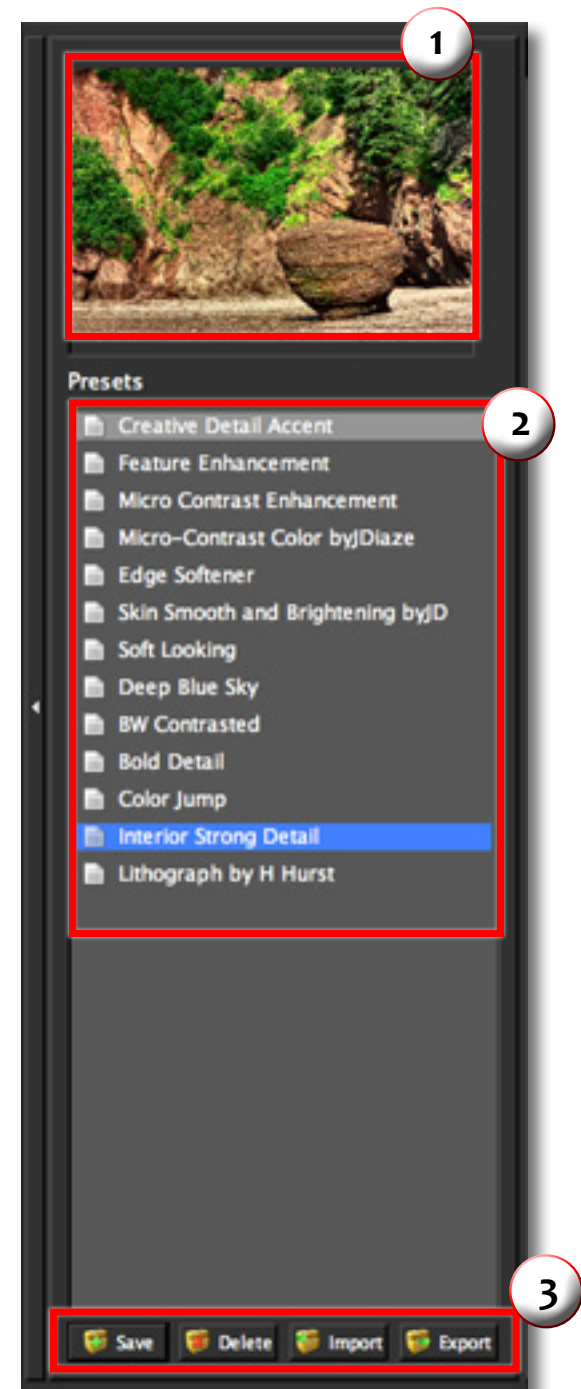 1
Presets
2
Creative Detail Accent
Feature Enhancement
Micro Contrast Enhancement
Micro-Contrast Color byJDiaze
Edge Softener
Skin Smooth and Brightening byJD
Soft Looking
Deep Blue Sky
BW Contrasted
Bold Detail
Color Jump
Interior Strong Detail
Lithograph by H Hurst
3
Save Delete Import Export